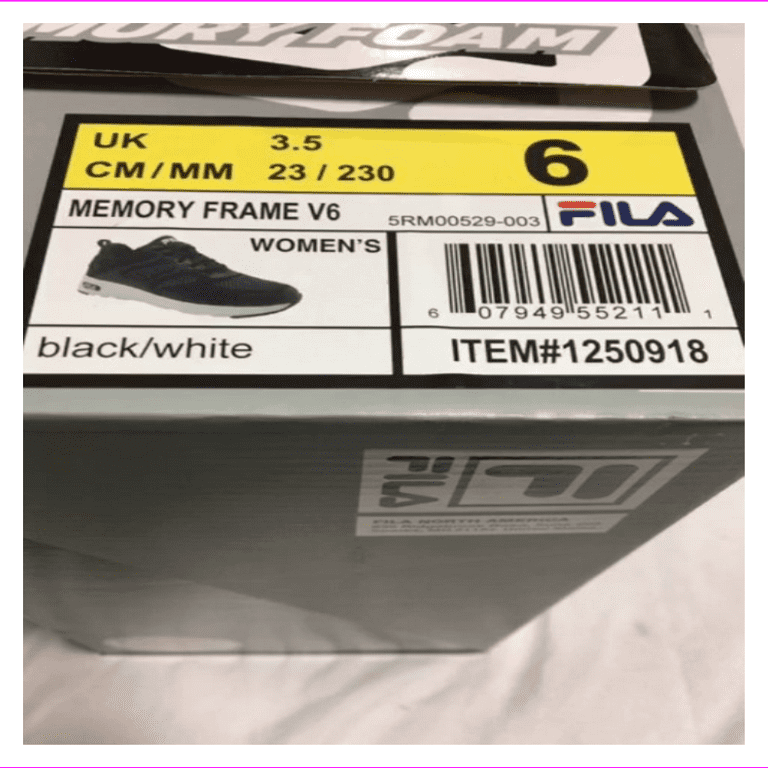 MORY FOAM
UK 3.5 6
CM/MM 23 / 230
MEMORY FRAME V6 5RM00529-003 FILA
WOMEN'S
6 07949 55211 1
black/white ITEM#1250918
FILA
FILA NORTH AMERICA